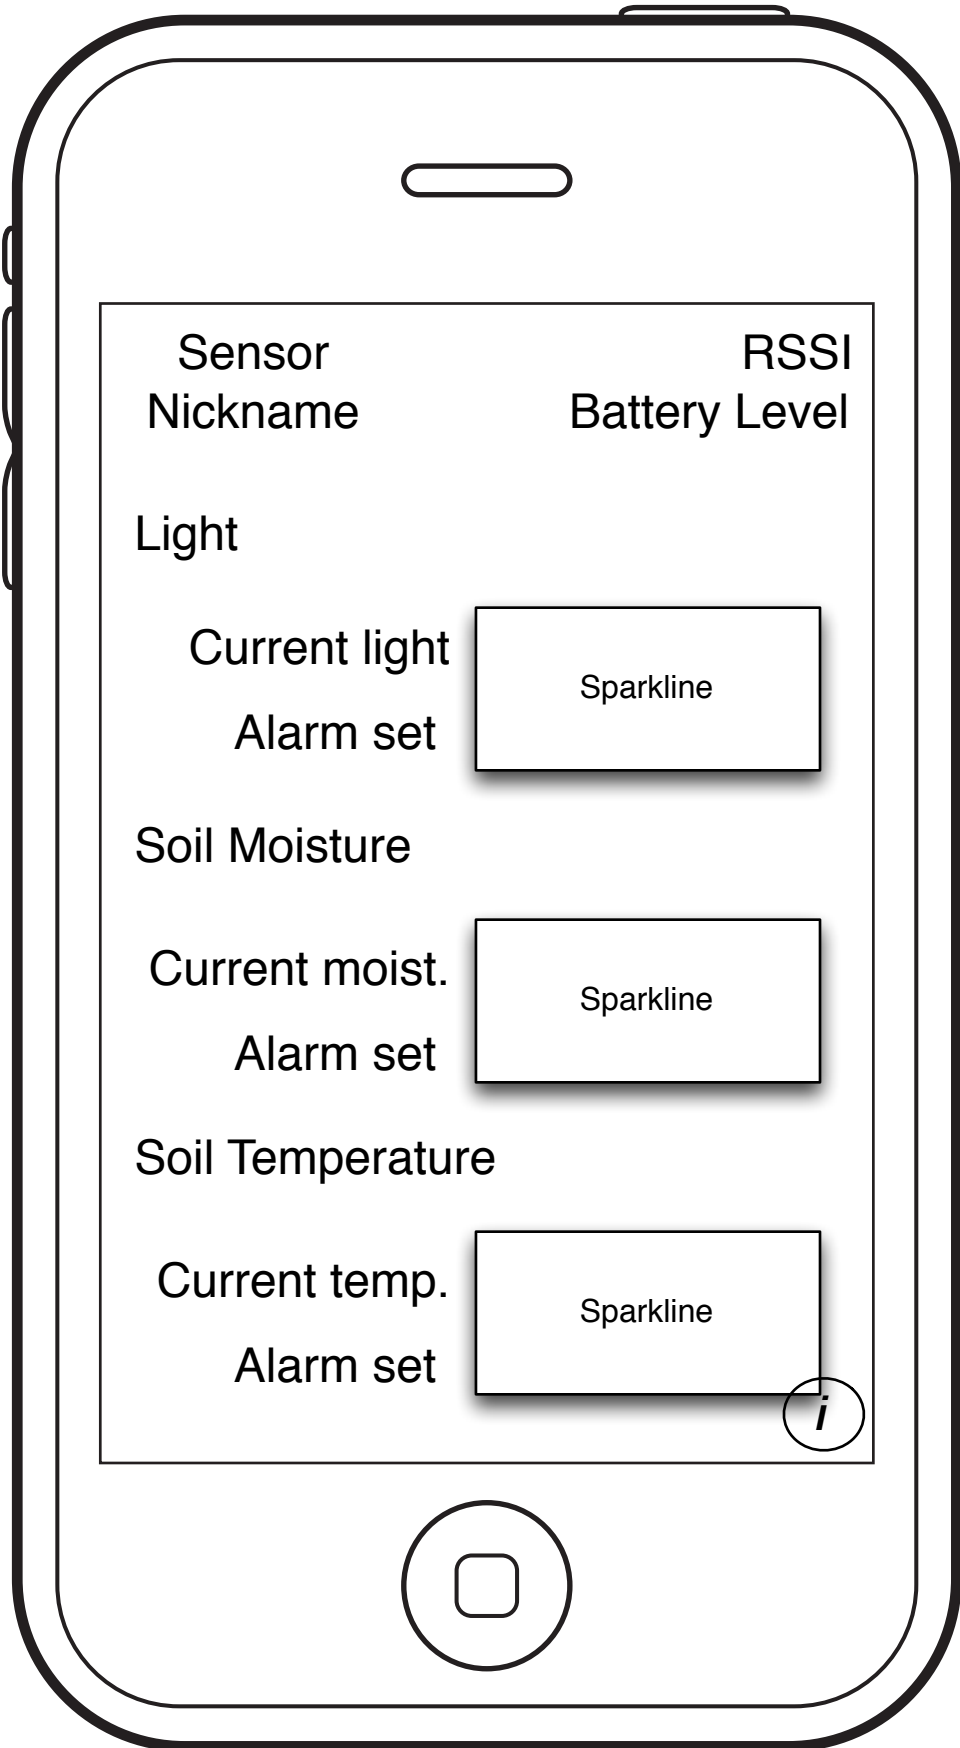 Sensor
Nickname
RSSI
Battery Level
Light
Current light
Alarm set
Sparkline
Soil Moisture
Current moist.
Alarm set
Sparkline
Soil Temperature
Current temp.
Alarm set
Sparkline
i